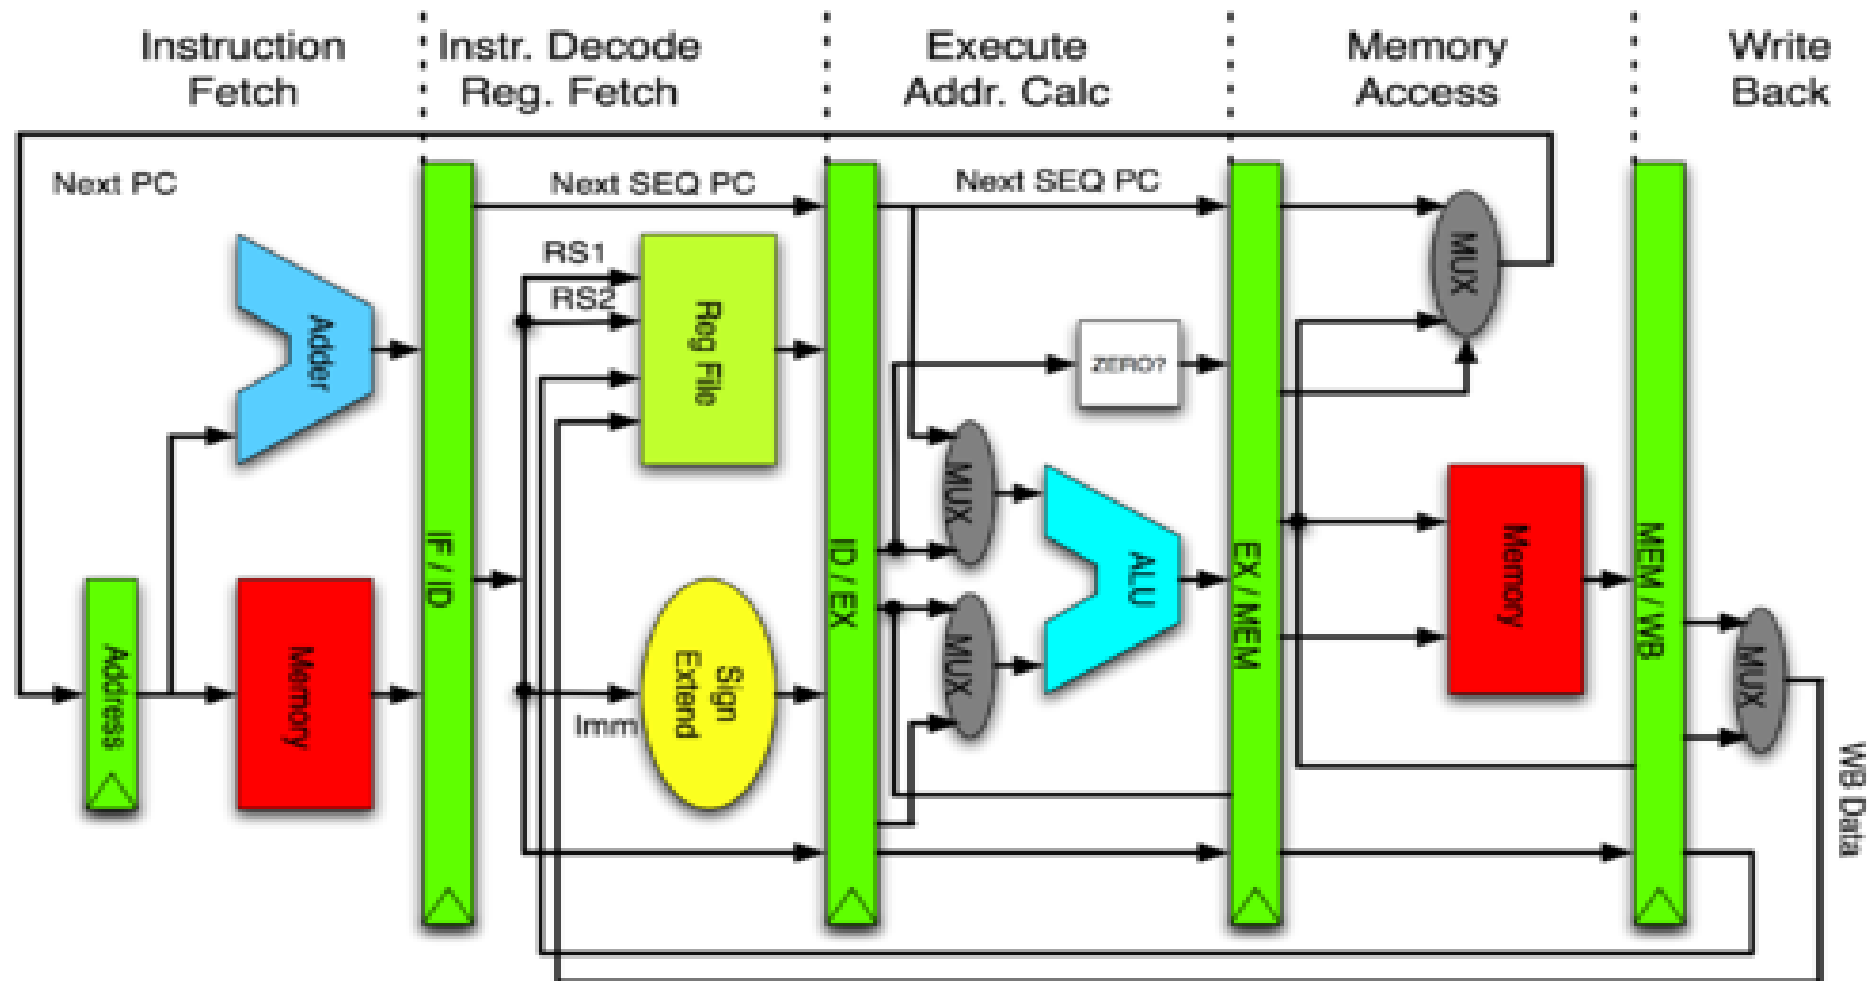 Instruction
Fetch
Instr. Decode
Reg. Fetch
Execute
Addr. Calc
Memory
Access
Write
Back
Next PC
Next SEQ PC
Next SEQ PC
RS1
RS2
Reg File
Adder
ZERO?
MUX
MUX
MUX
MUX
ALU
IF / ID
ID / EX
EX / MEM
MEM / WB
Address
Memory
Sign
Extend
Imm
Memory
WB Data